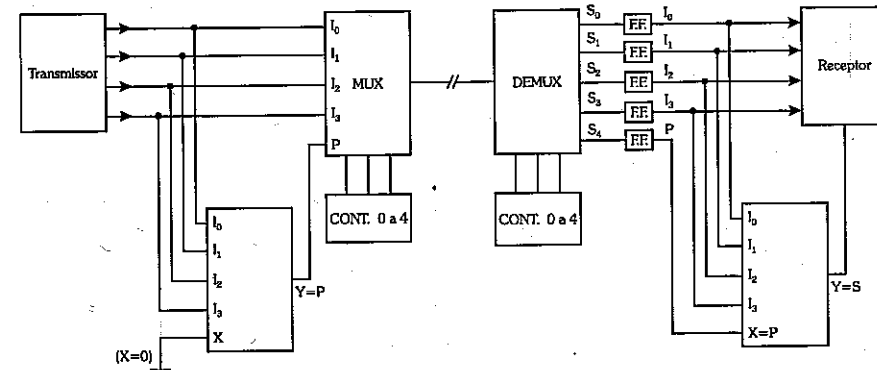 Transmissor
I₀
I₁
I₂
I₃
P
MUX
CONT. 0 a 4
I₀
I₁
I₂
I₃
X
(X=0)
Y=P
DEMUX
CONT. 0 a 4
S₀
S₁
S₂
S₃
S₄
F.F.
F.F.
F.F.
F.F.
F.F.
I₀
I₁
I₂
I₃
P
Receptor
I₀
I₁
I₂
I₃
X=P
Y=S